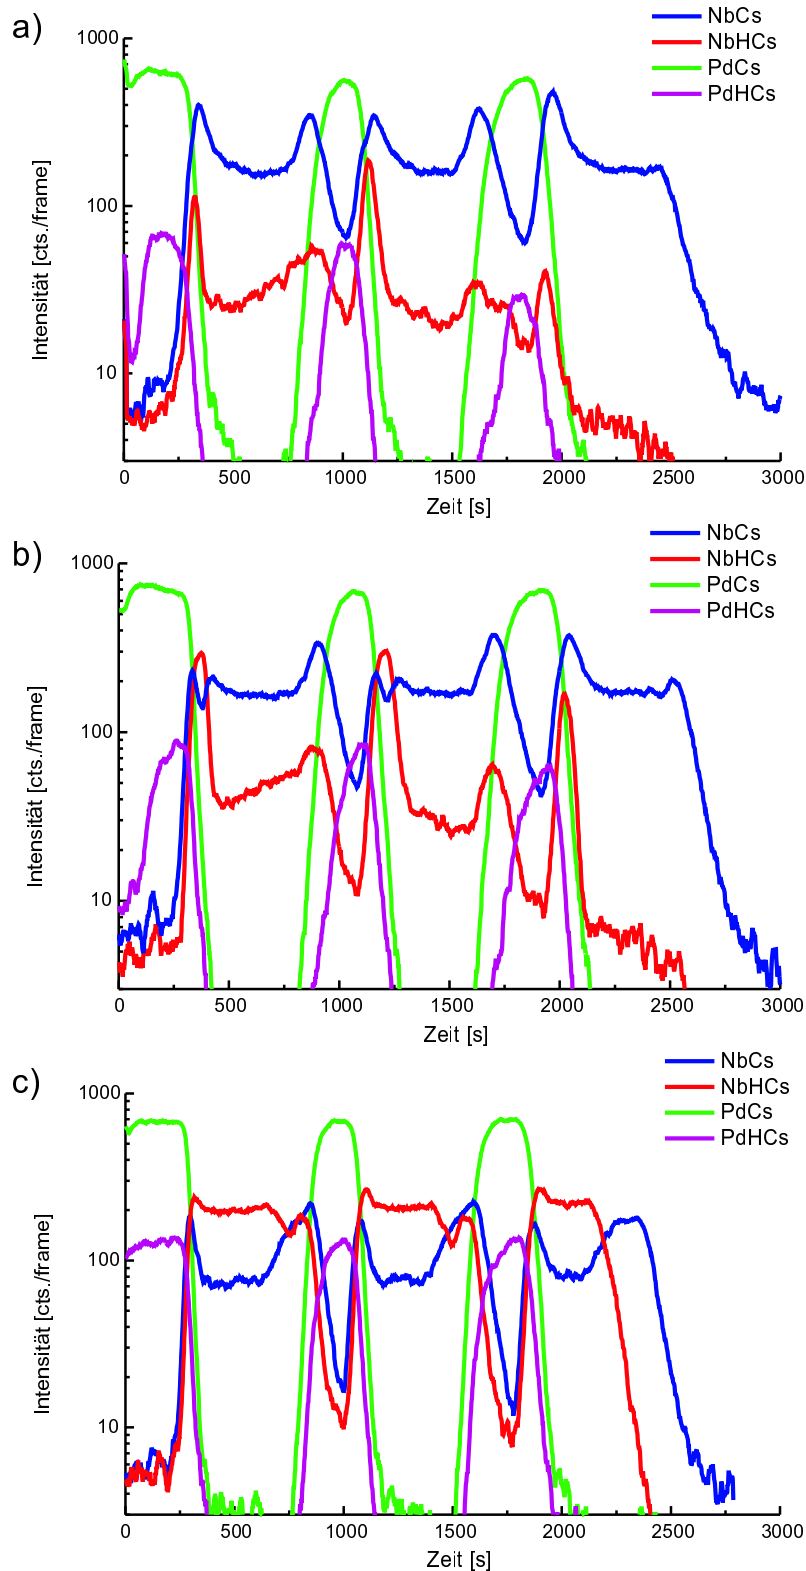 a)
NbCs
NbHCs
PdCs
PdHCs
1000
100
10
Intensität [cts./frame]
0 500 1000 1500 2000 2500 3000
Zeit [s]
b)
NbCs
NbHCs
PdCs
PdHCs
1000
100
10
Intensität [cts./frame]
0 500 1000 1500 2000 2500 3000
Zeit [s]
c)
NbCs
NbHCs
PdCs
PdHCs
1000
100
10
Intensität [cts./frame]
0 500 1000 1500 2000 2500 3000
Zeit [s]